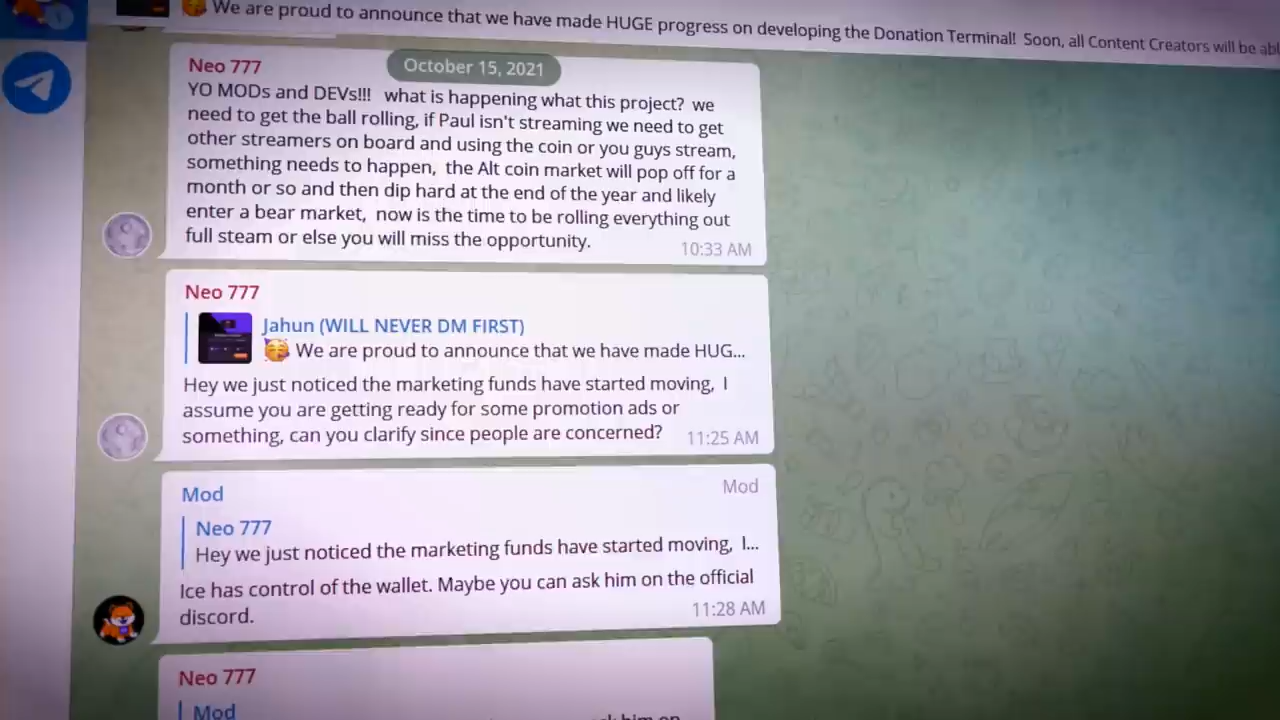 We are proud to announce that we have made HUGE progress on developing the Donation Terminal! Soon, all Content Creators will be abl
October 15, 2021
Neo 777
YO MODs and DEVs!!! what is happening what this project? we
need to get the ball rolling, if Paul isn't streaming we need to get
other streamers on board and using the coin or you guys stream,
something needs to happen, the Alt coin market will pop off for a
month or so and then dip hard at the end of the year and likely
enter a bear market, now is the time to be rolling everything out
full steam or else you will miss the opportunity.
10:33 AM
Neo 777
Jahun (WILL NEVER DM FIRST)
🥳 We are proud to announce that we have made HUG...
Hey we just noticed the marketing funds have started moving, I
assume you are getting ready for some promotion ads or
something, can you clarify since people are concerned?
11:25 AM
Mod
Mod
Neo 777
Hey we just noticed the marketing funds have started moving, I...
Ice has control of the wallet. Maybe you can ask him on the official
discord.
11:28 AM
Neo 777
Mod
him on